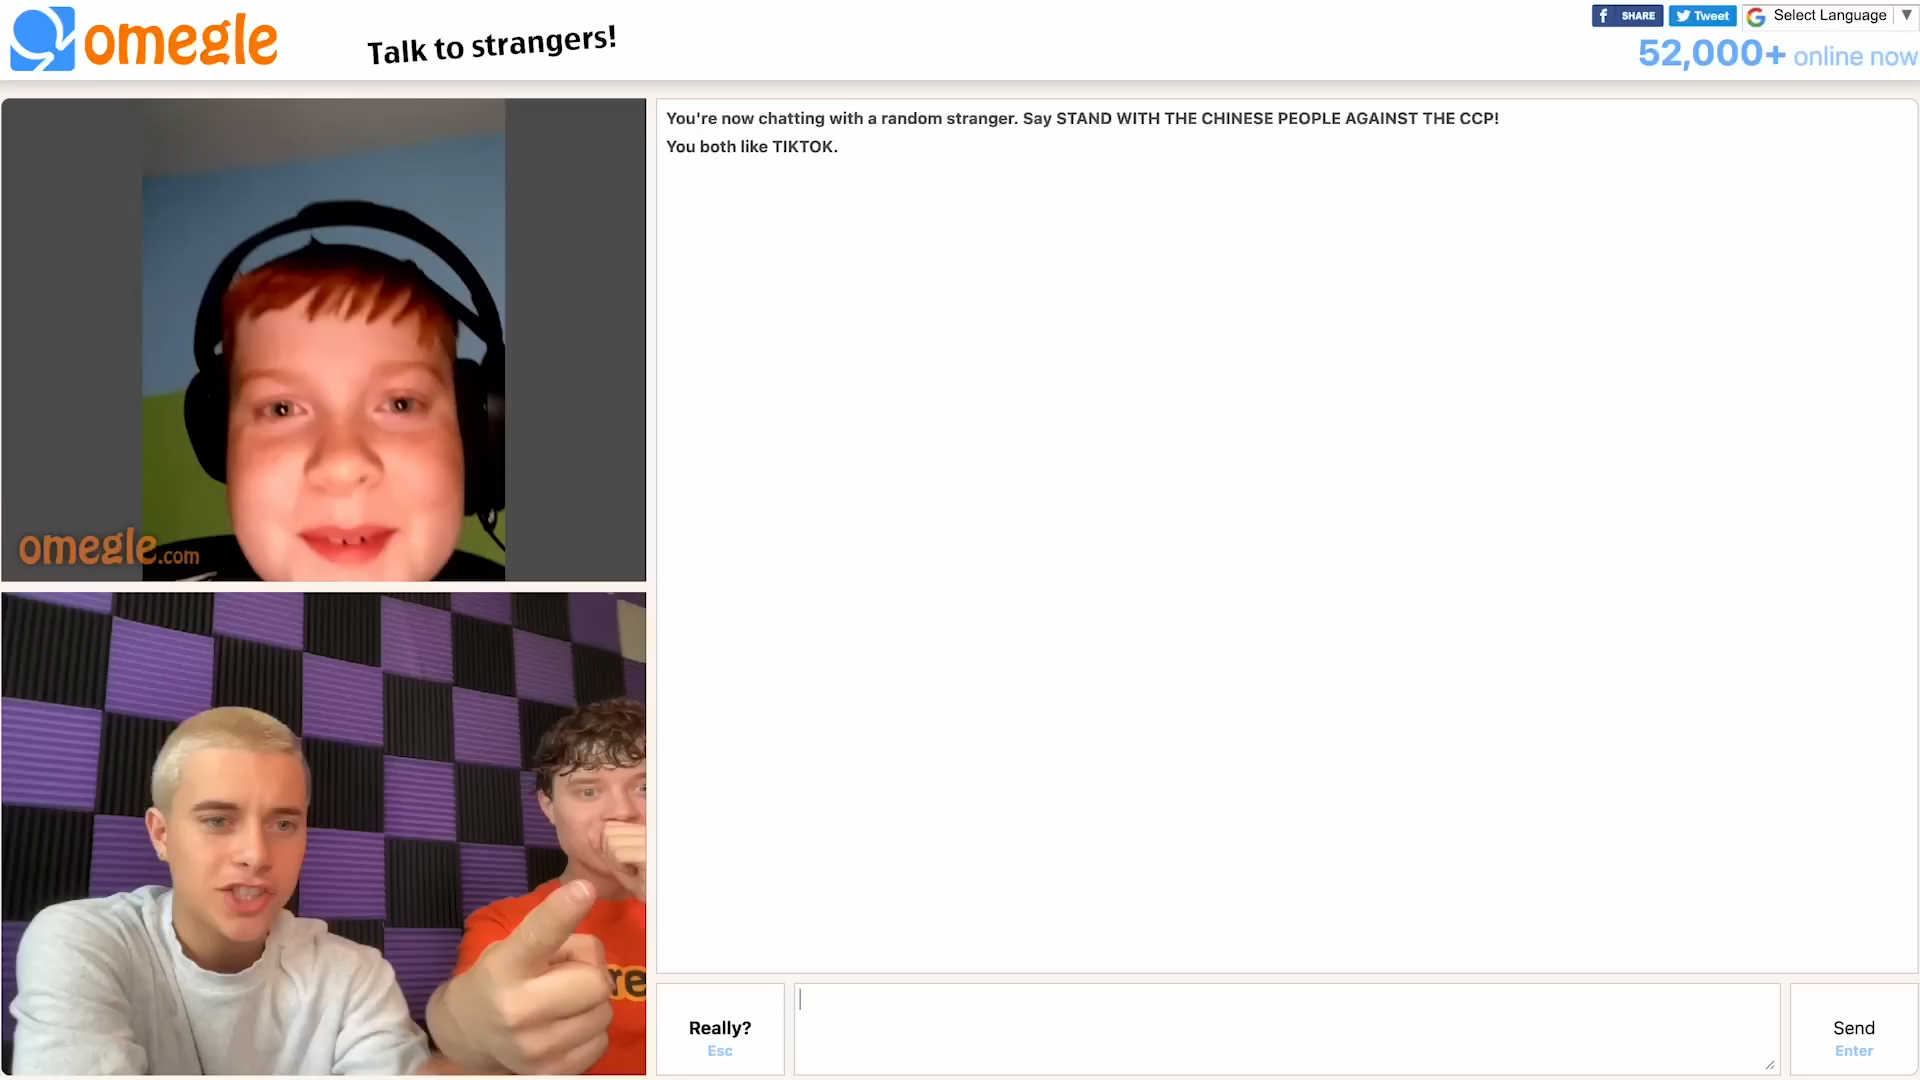 omegle
Talk to strangers!
SHARE
Tweet
Select Language ▼
52,000+ online now
You're now chatting with a random stranger. Say STAND WITH THE CHINESE PEOPLE AGAINST THE CCP!
You both like TIKTOK.
omegle.com
re
Really?
Esc
Send
Enter